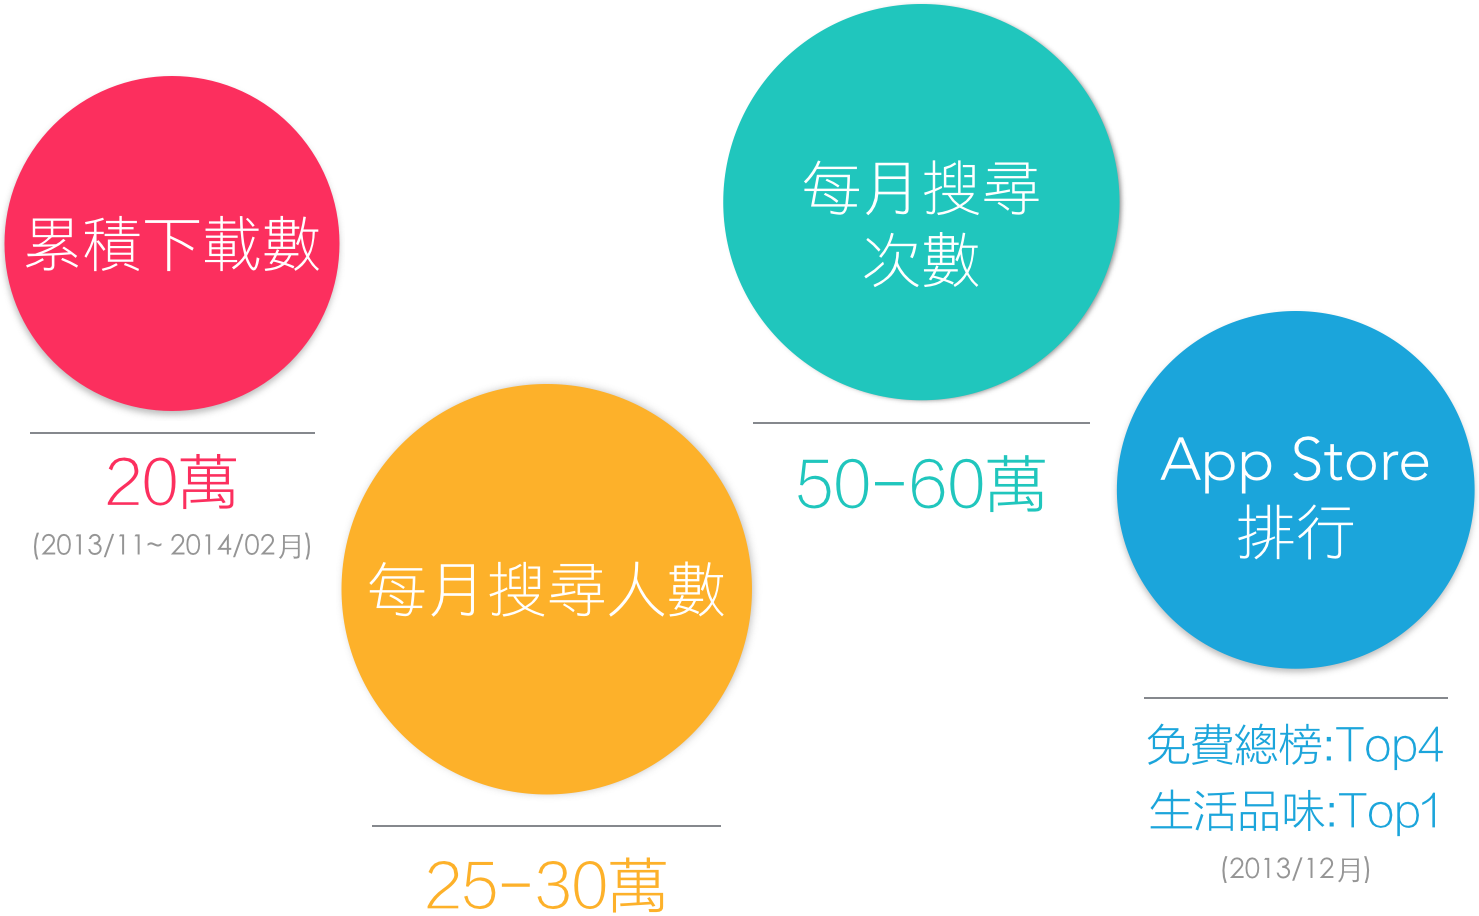 累積下載數
20萬
(2013/11~ 2014/02月)
每月搜尋人數
25-30萬
每月搜尋
次數
50-60萬
App Store
排行
免費總榜:Top4
生活品味:Top1
(2013/12月)